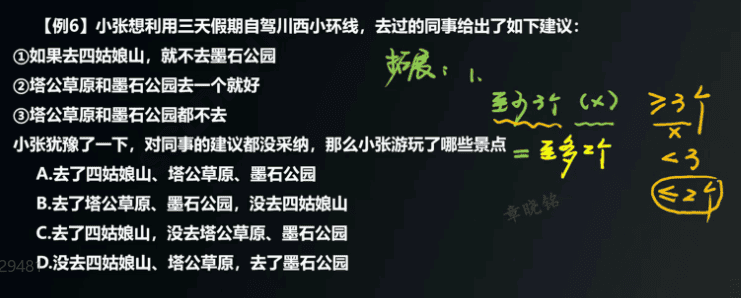 【例6】小张想利用三天假期自驾川西小环线，去过的同事给出了如下建议：
①如果去四姑娘山，就不去墨石公园
②塔公草原和墨石公园去一个就好
③塔公草原和墨石公园都不去
小张犹豫了一下，对同事的建议都没采纳，那么小张游玩了哪些景点
A.去了四姑娘山、塔公草原、墨石公园
B.去了塔公草原、墨石公园，没去四姑娘山
C.去了四姑娘山，没去塔公草原、墨石公园
D.没去四姑娘山、塔公草原，去了墨石公园
拓展：1、
至少3个（×）
=至多2个
≥3个
×
<3
≤2个
章晓铭
29481